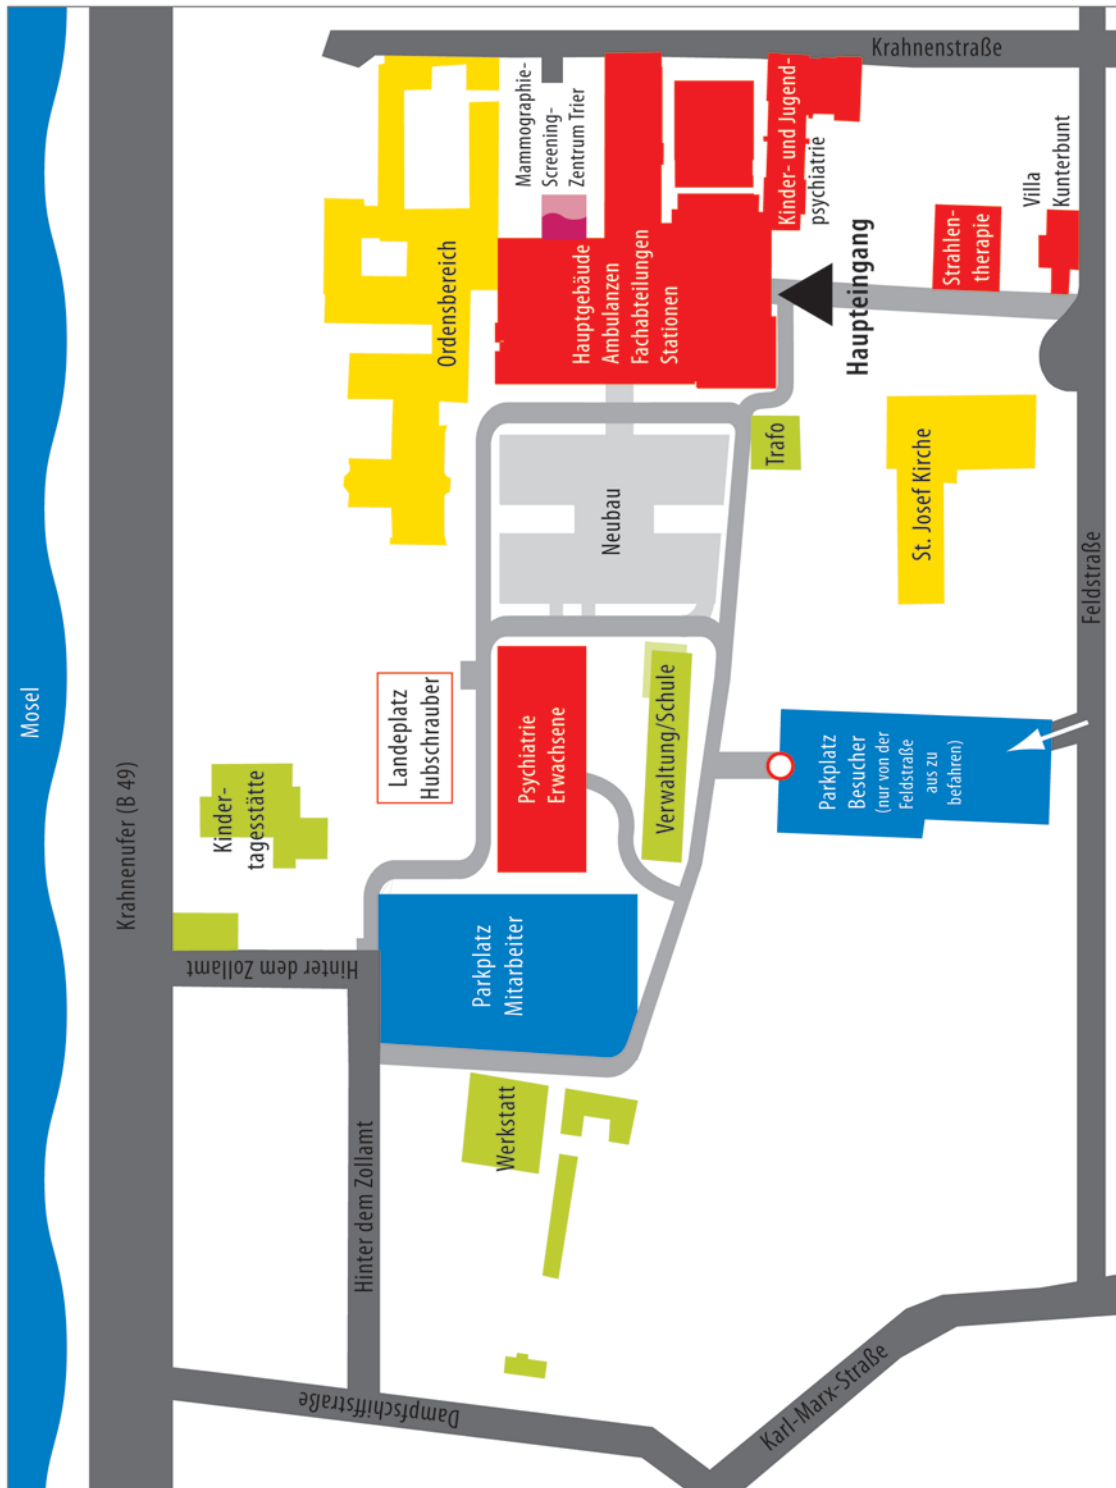 Mosel
Krahnenufer (B 49)
Krahnenstraße
Mammographie-
Screening-
Zentrum Trier
Kinder- und Jugend-
psychiatrie
Villa
Kunterbunt
Ordensbereich
Hauptgebäude
Ambulanzen
Fachabteilungen
Stationen
Haupteingang
Strahlen-
therapie
Trafo
St. Josef Kirche
Neubau
Feldstraße
Landeplatz
Hubschrauber
Psychiatrie
Erwachsene
Verwaltung/Schule
Parkplatz
Besucher
(nur von der
Feldstraße
aus zu
befahren)
Kinder-
tagesstätte
Hinter dem Zollamt
Parkplatz
Mitarbeiter
Werkstatt
Hinter dem Zollamt
Dampfschiffstraße
Karl-Marx-Straße